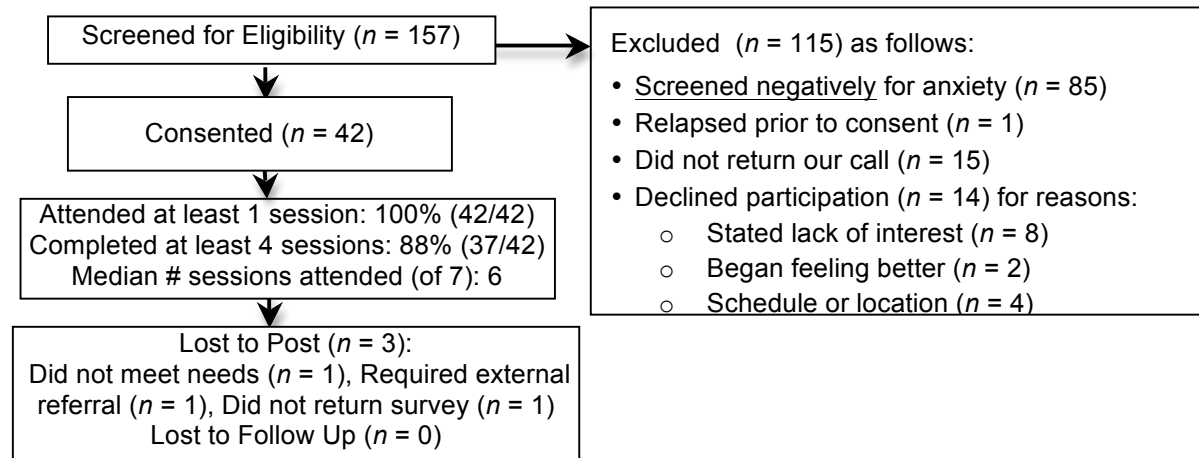 Screened for Eligibility (n = 157)
Consented (n = 42)
Attended at least 1 session: 100% (42/42)
Completed at least 4 sessions: 88% (37/42)
Median # sessions attended (of 7): 6
Lost to Post (n = 3):
Did not meet needs (n = 1), Required external
referral (n = 1), Did not return survey (n = 1)
Lost to Follow Up (n = 0)
Excluded  (n = 115) as follows:
• Screened negatively for anxiety (n = 85)
• Relapsed prior to consent (n = 1)
• Did not return our call (n = 15)
• Declined participation (n = 14) for reasons:
o Stated lack of interest (n = 8)
o Began feeling better (n = 2)
o Schedule or location (n = 4)